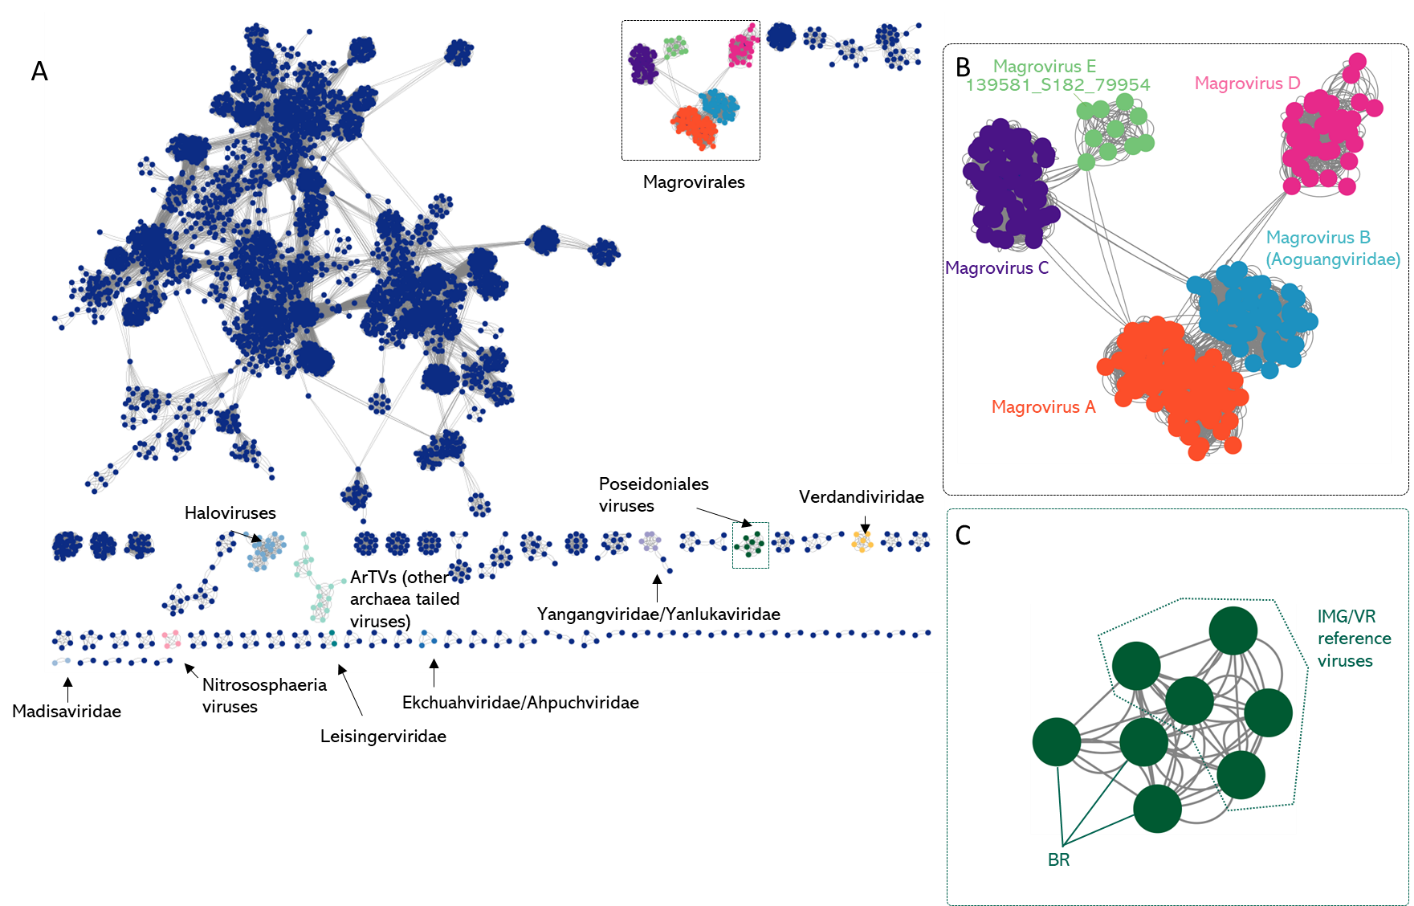 A
Magrovirales
Haloviruses
ArTVs (other
archaea tailed
viruses)
Poseidoniales
viruses
Verdandiviridae
Yangangviridae/Yanlukaviridae
Madisaviridae
Nitrososphaeria
viruses
Leisingerviridae
Ekchuahviridae/Ahpuchviridae
B
Magrovirus E
139581_S182_79954
Magrovirus D
Magrovirus C
Magrovirus B
(Aoguangviridae)
Magrovirus A
C
IMG/VR
reference
viruses
BR